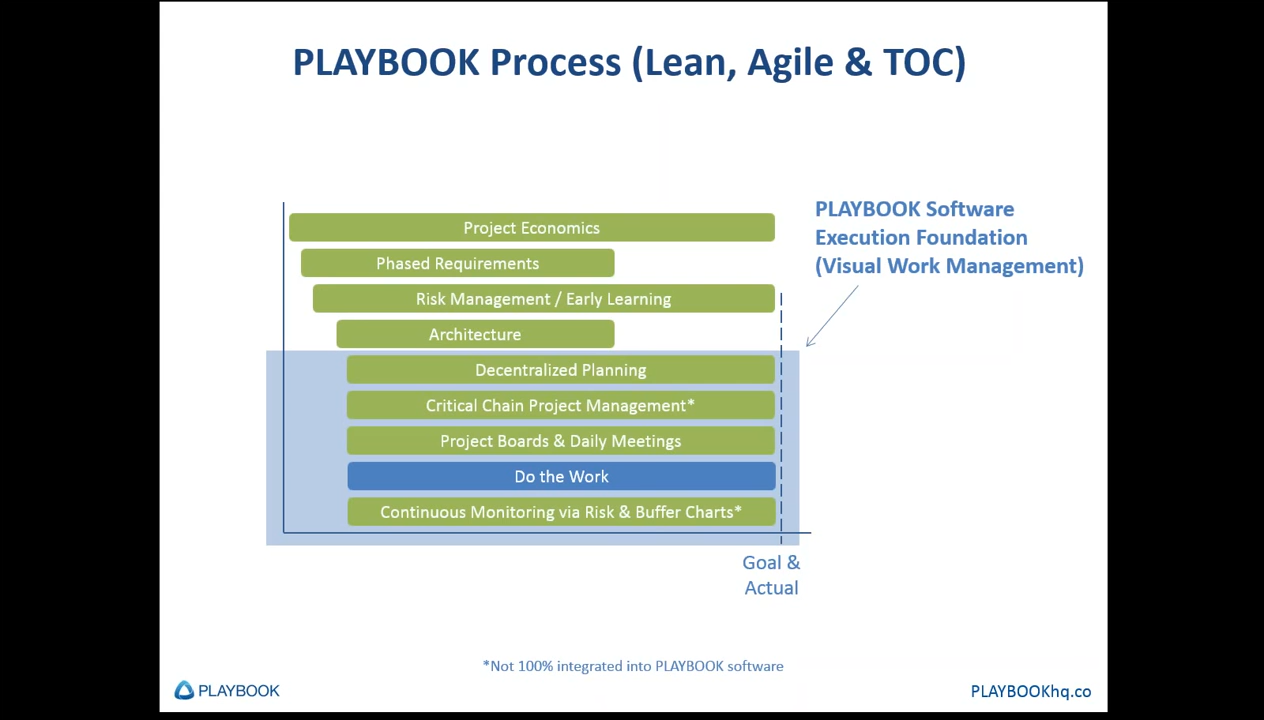 PLAYBOOK Process (Lean, Agile & TOC)
PLAYBOOK Software
Execution Foundation
(Visual Work Management)
Project Economics
Phased Requirements
Risk Management / Early Learning
Architecture
Decentralized Planning
Critical Chain Project Management*
Project Boards & Daily Meetings
Do the Work
Continuous Monitoring via Risk & Buffer Charts*
Goal &
Actual
*Not 100% integrated into PLAYBOOK software
PLAYBOOK
PLAYBOOKhq.co